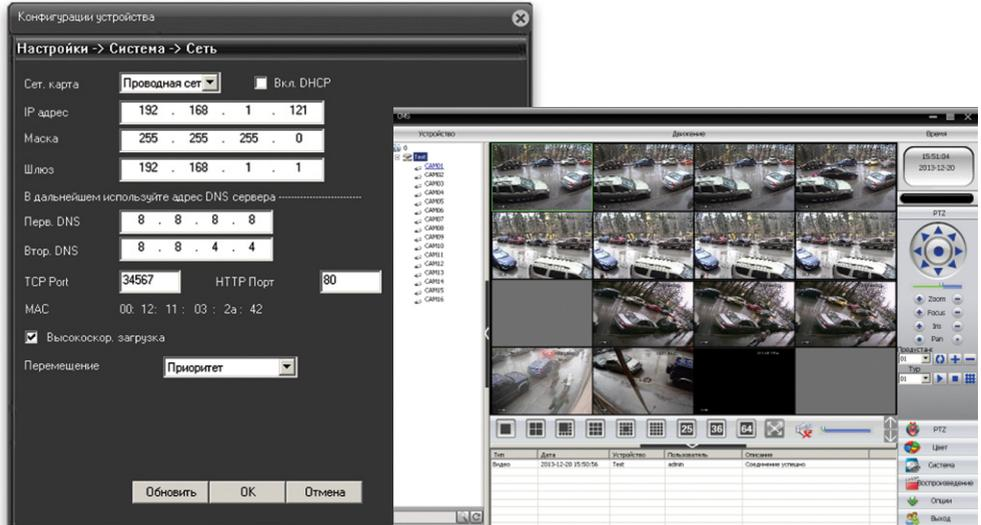 Конфигурации устройства
Настройки -> Система -> Сеть
Сет. карта
Проводная сет
Вкл. DHCP
IP адрес
192 . 168 . 1 . 121
Маска
255 . 255 . 255 . 0
Шлюз
192 . 168 . 1 . 1
В дальнейшем используйте адрес DNS сервера
Перв. DNS
8 . 8 . 8 . 8
Втор. DNS
8 . 8 . 4 . 4
TCP Port
34567
HTTP Порт
80
MAC
00: 12: 11 : 03 : 2a : 42
Высокоскор. загрузка
Перемещение
Приоритет
Обновить
OK
Отмена
CMS
Устройство
Движение
Время
0
Test
CAM01
CAM02
CAM03
CAM04
CAM05
CAM06
CAM07
CAM08
CAM09
CAM10
CAM11
CAM12
CAM13
CAM14
CAM15
CAM16
15:51:04
2013-12-20
PTZ
Zoom
Focus
Iris
Pan
Предустанс
01
Тур
01
25
36
64
Тип
Дата
Устройство
Пользователь
Описание
Видео
2013-12-20 15:50:56
Test
admin
Соединение успешно
PTZ
Цвет
Система
Воспроизведение
Опции
Выход